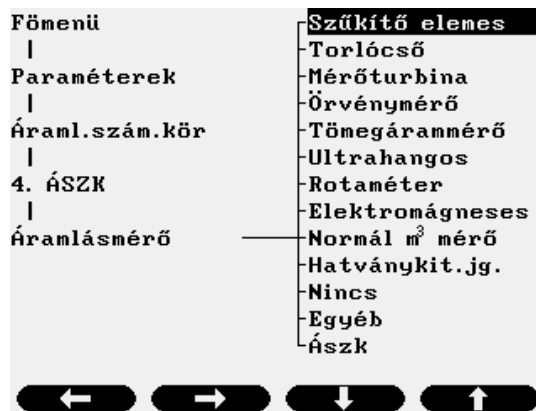 Fömenü
Paraméterek
Áraml.szám.kör
4. ÁSZK
Áramlásmérő
Szűkítő elemes
Torlócső
Mérőturbina
Örvénymérő
Tömegárammérő
Ultrahangos
Rotaméter
Elektromágneses
Normál m³ mérő
Hatványkit.jg.
Nincs
Egyéb
Ászk